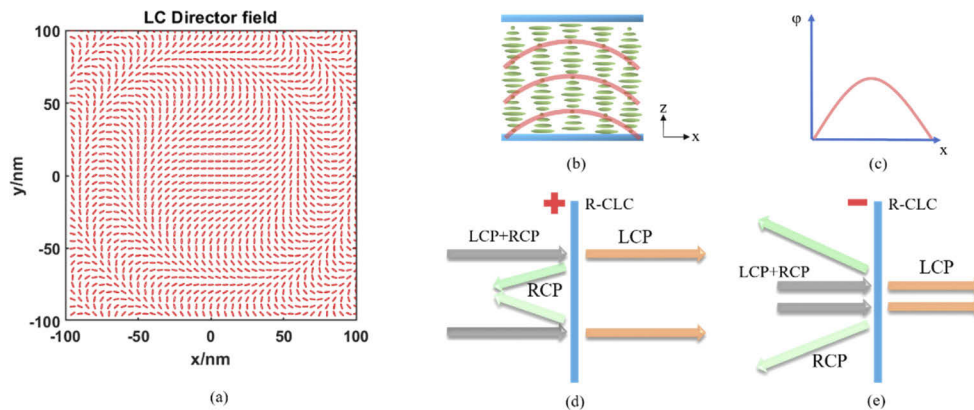 LC Director field
100
50
0
-50
-100
y/nm
-100 -50 0 50 100
x/nm
(a)
z
x
(b)
φ
x
(c)
R-CLC
LCP+RCP
LCP
RCP
(d)
R-CLC
LCP+RCP
LCP
RCP
(e)